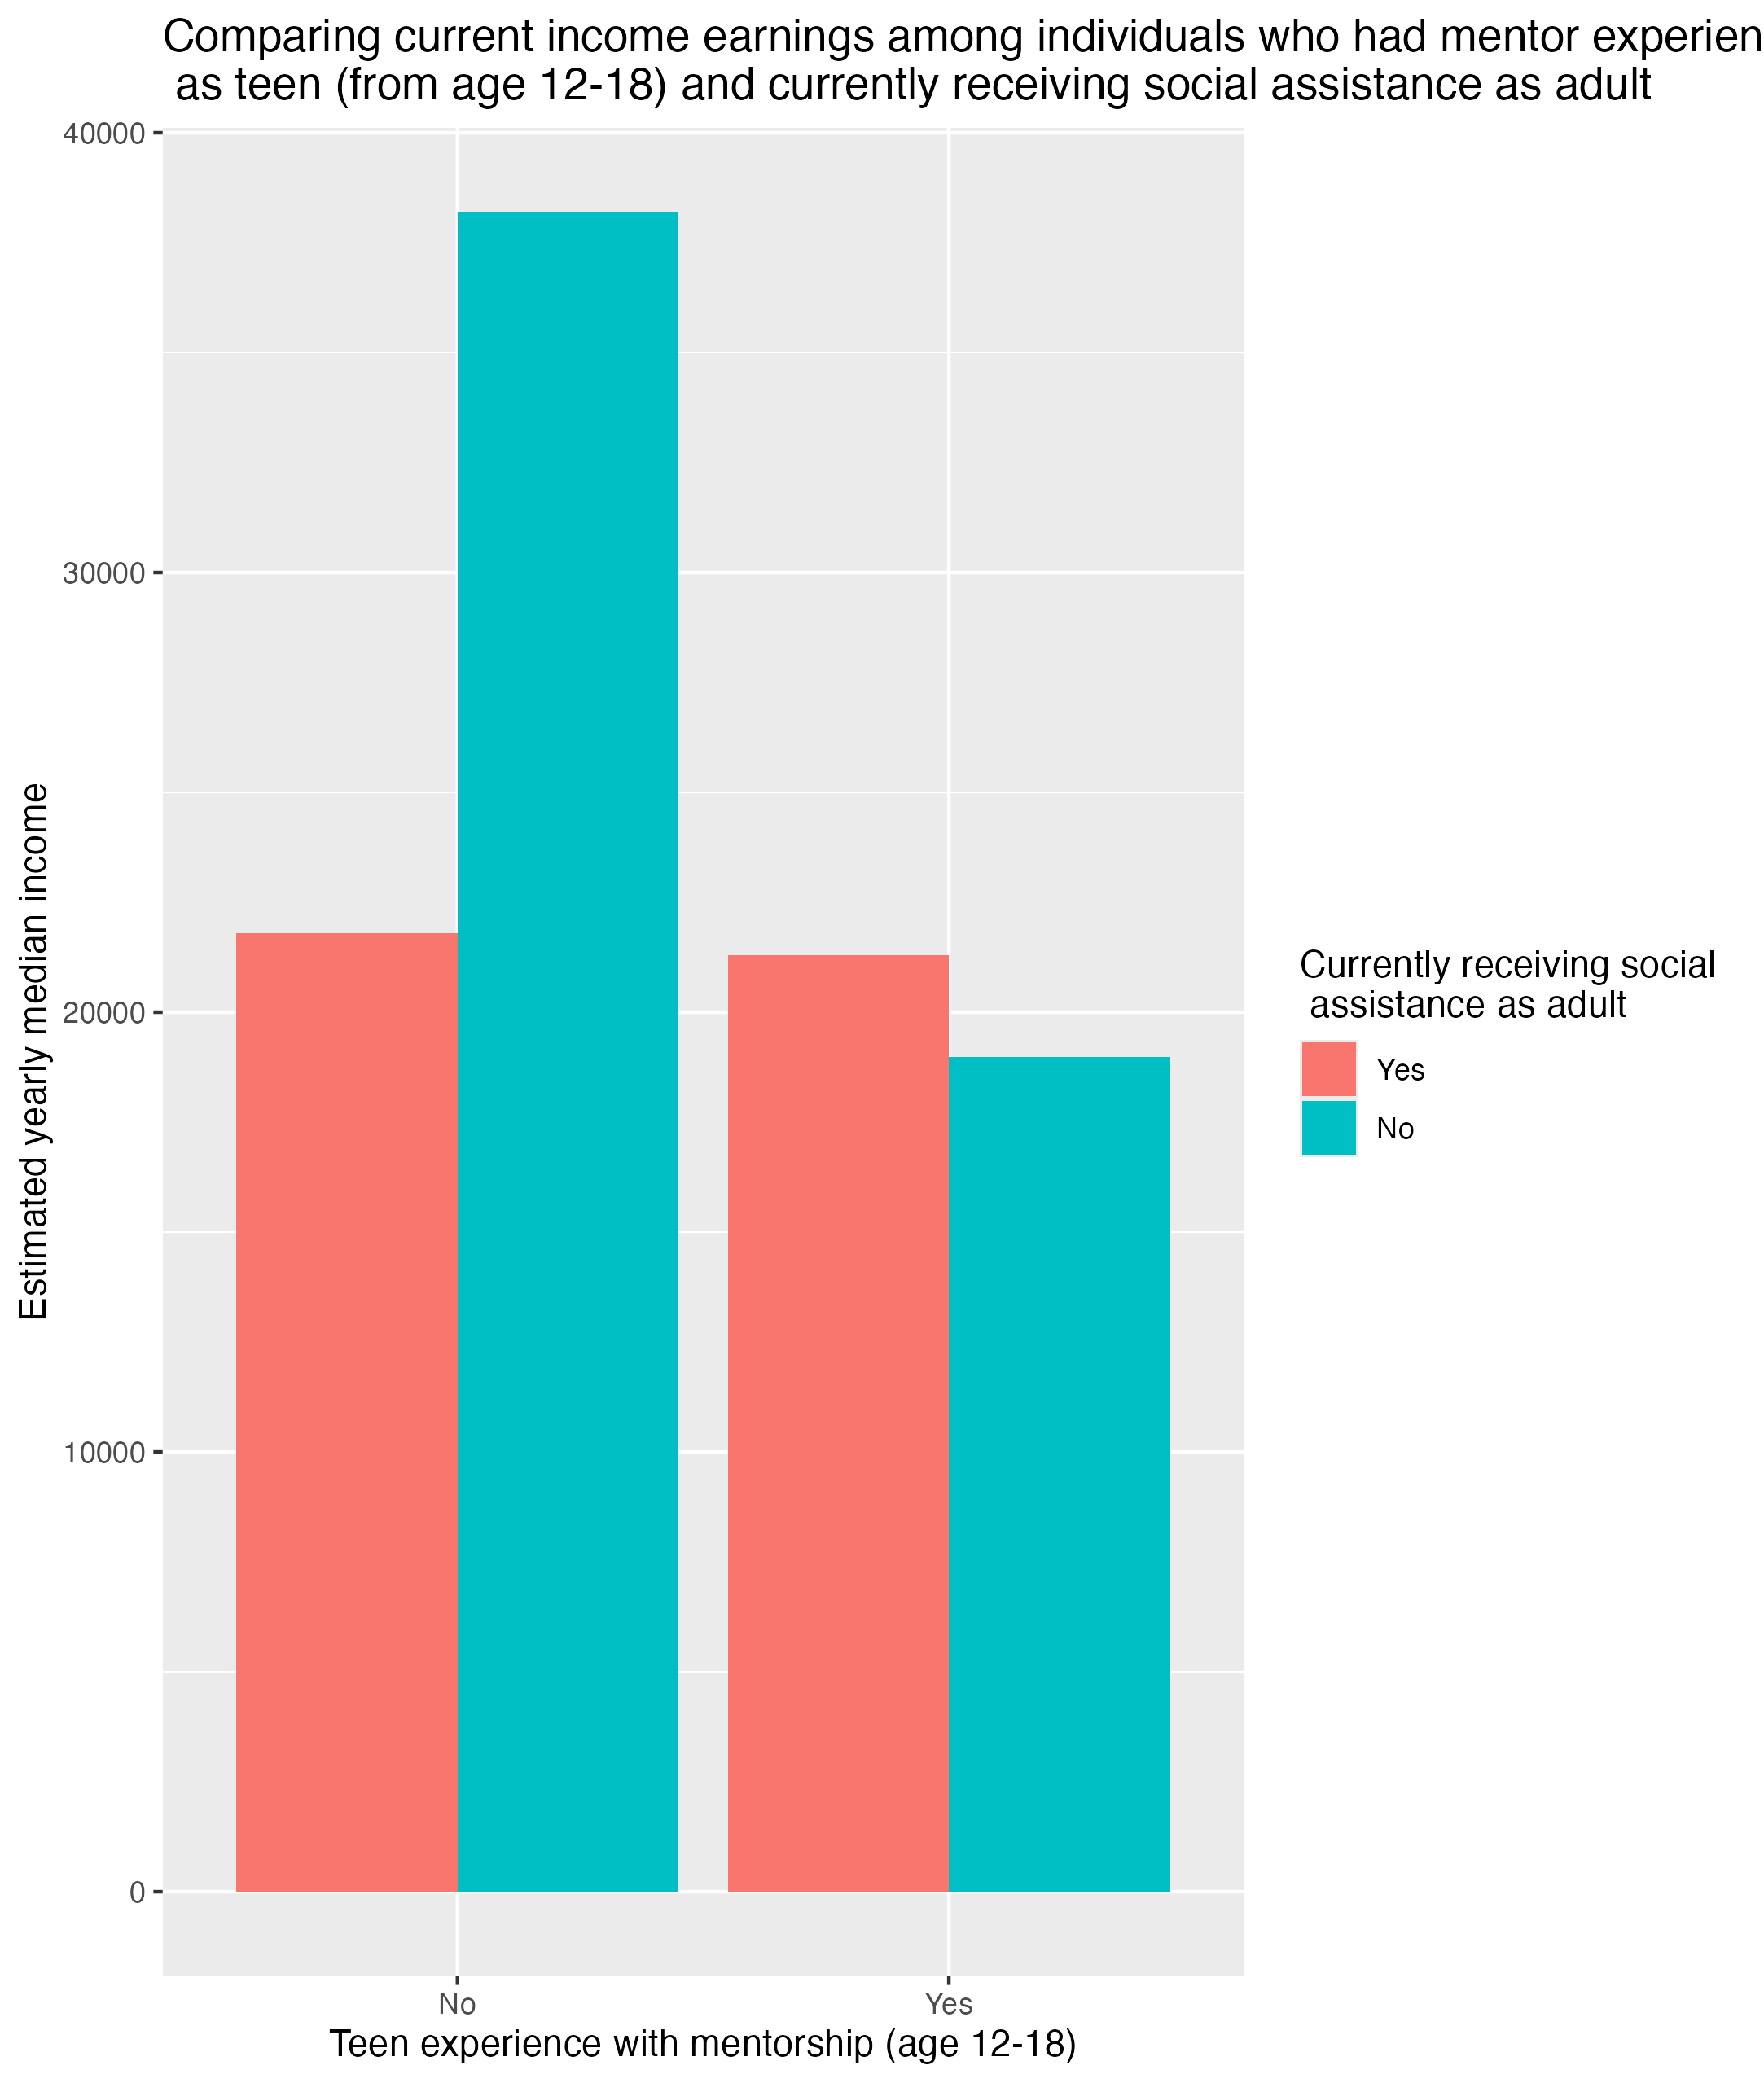 Comparing current income earnings among individuals who had mentor experien
as teen (from age 12-18) and currently receiving social assistance as adult
40000
30000
20000
10000
0
Estimated yearly median income
No
Yes
Teen experience with mentorship (age 12-18)
Currently receiving social
assistance as adult
Yes
No